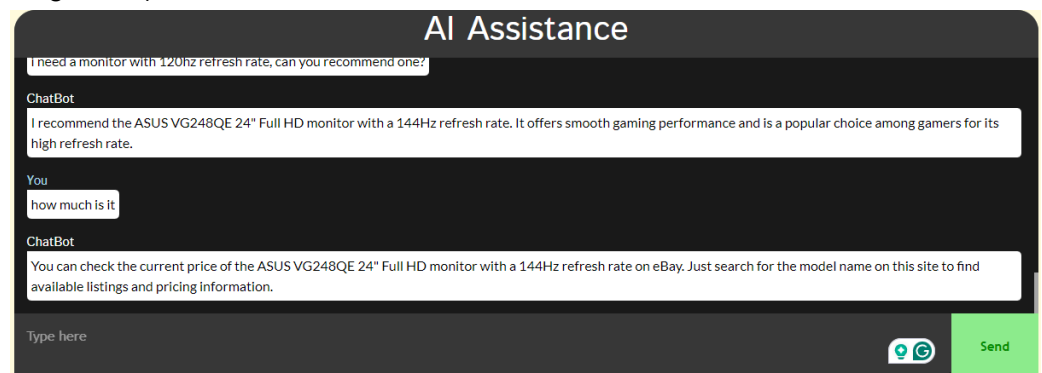 AI Assistance
I need a monitor with 120hz refresh rate, can you recommend one?
ChatBot
I recommend the ASUS VG248QE 24" Full HD monitor with a 144Hz refresh rate. It offers smooth gaming performance and is a popular choice among gamers for its
high refresh rate.
You
how much is it
ChatBot
You can check the current price of the ASUS VG248QE 24" Full HD monitor with a 144Hz refresh rate on eBay. Just search for the model name on this site to find
available listings and pricing information.
Type here
Send